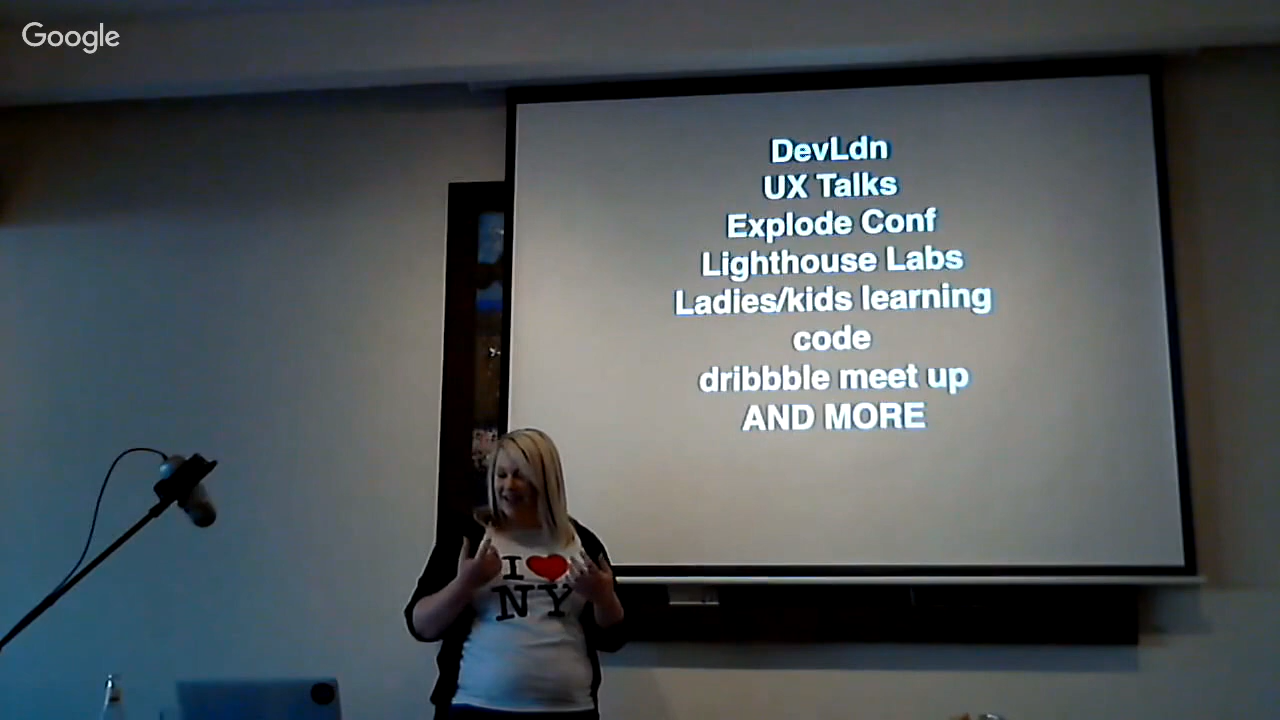 Google
DevLdn
UX Talks
Explode Conf
Lighthouse Labs
Ladies/kids learning
code
dribbble meet up
AND MORE
I ❤ NY